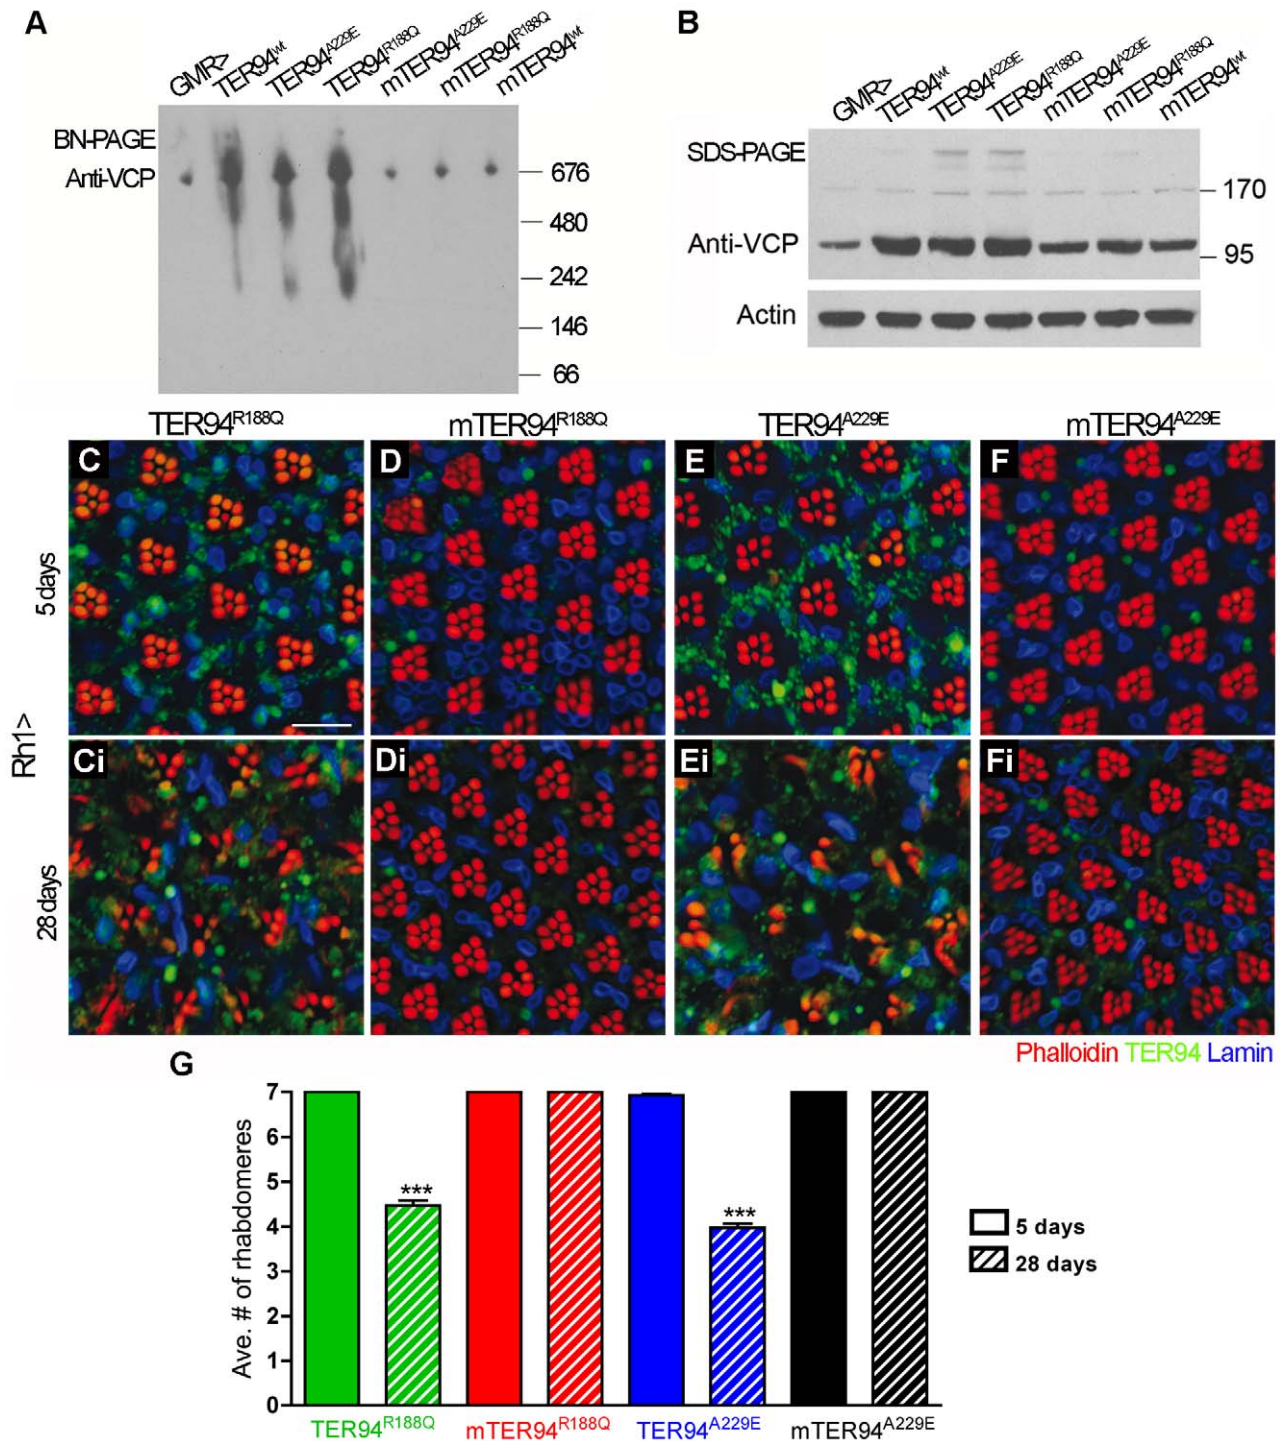 A
GMR> TER94wt TER94A229E TER94R188Q mTER94A229E mTER94R188Q mTER94wt
BN-PAGE
Anti-VCP
676
480
242
146
66
B
GMR> TER94wt TER94A229E TER94R188Q mTER94A229E mTER94R188Q mTER94wt
SDS-PAGE
170
Anti-VCP
95
Actin
TER94R188Q mTER94R188Q TER94A229E mTER94A229E
C D E F
5 days
Rh1>
Ci Di Ei Fi
28 days
Phalloidin TER94 Lamin
G
Ave. # of rhabdomeres
7
6
5
4
3
2
1
0
*** ***
5 days
28 days
TER94R188Q mTER94R188Q TER94A229E mTER94A229E